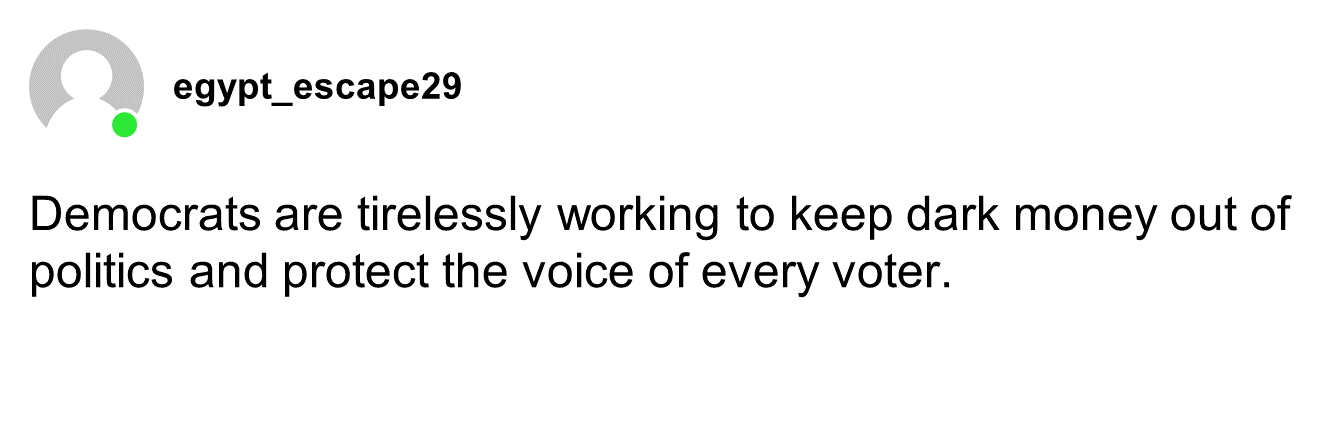 egypt_escape29
Democrats are tirelessly working to keep dark money out of
politics and protect the voice of every voter.